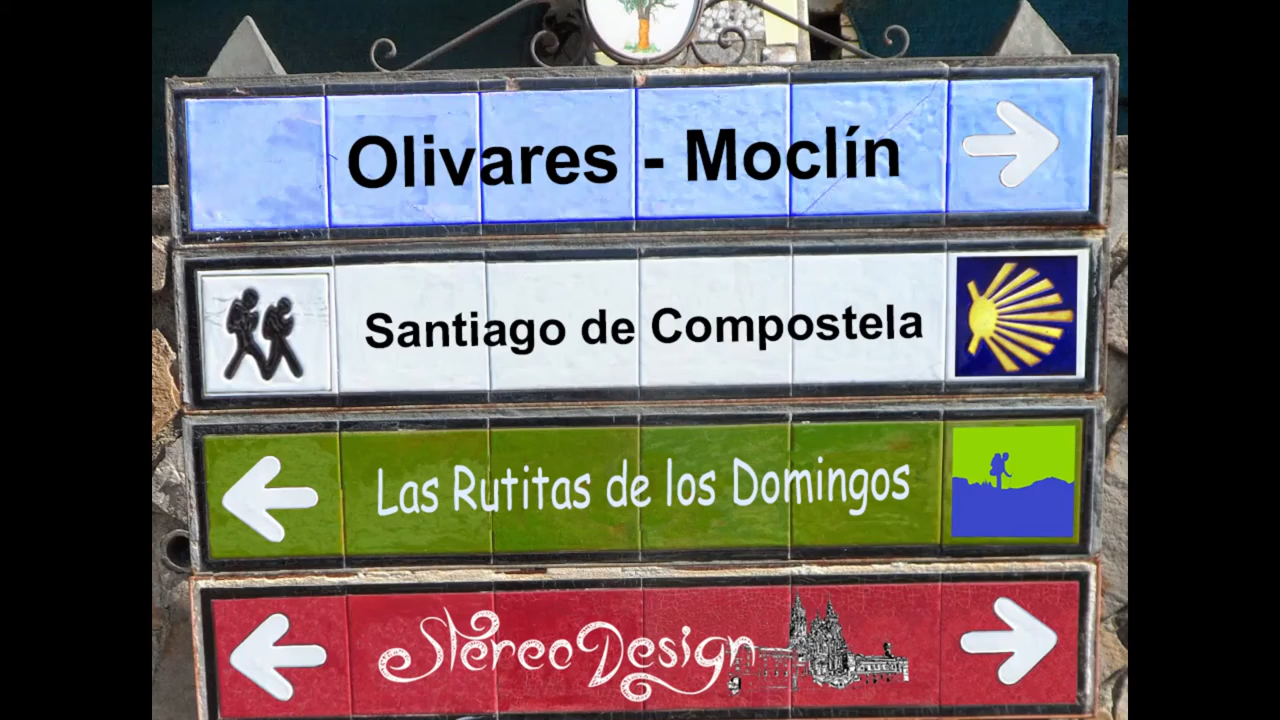 Olivares - Moclín
Santiago de Compostela
Las Rutitas de los Domingos
StereoDesign